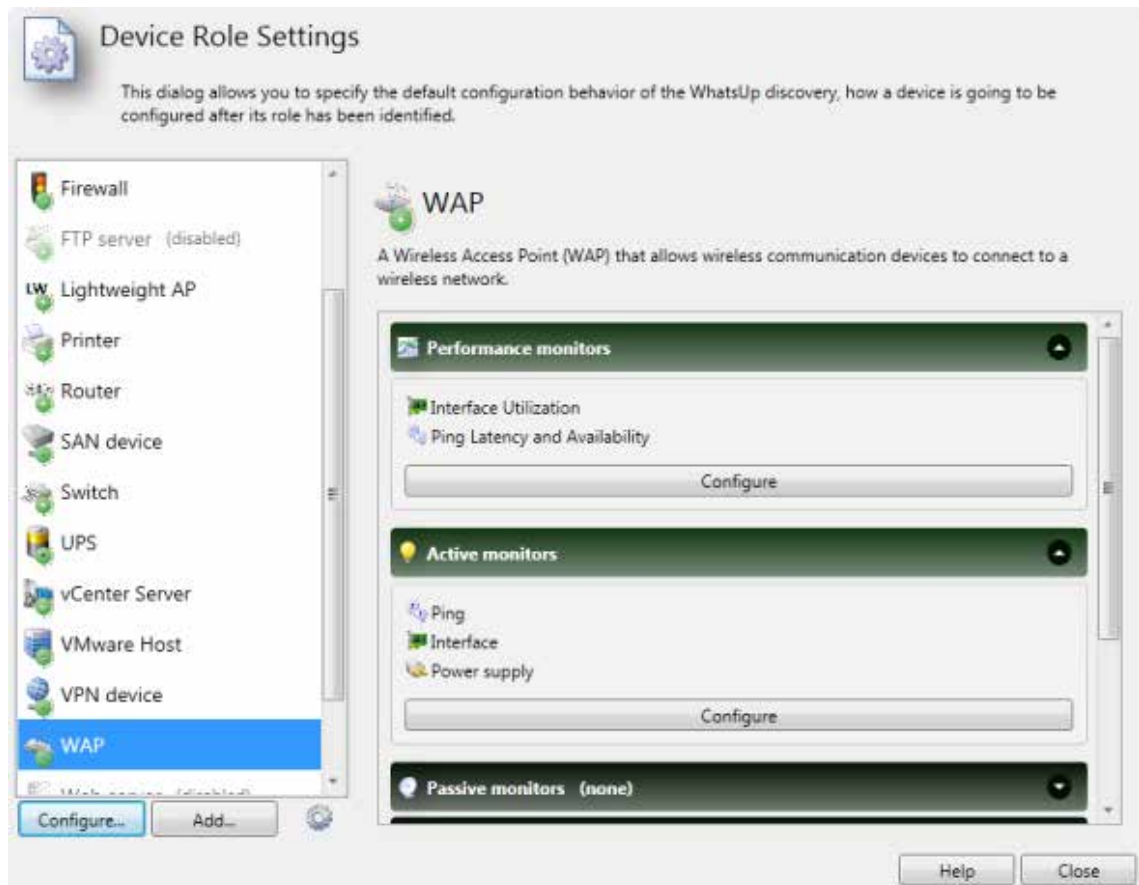 Device Role Settings
This dialog allows you to specify the default configuration behavior of the WhatsUp discovery, how a device is going to be
configured after its role has been identified.
Firewall
FTP server (disabled)
LW Lightweight AP
Printer
Router
SAN device
Switch
UPS
vCenter Server
VMware Host
VPN device
WAP
Web server (disabled)
Configure...
Add...
WAP
A Wireless Access Point (WAP) that allows wireless communication devices to connect to a
wireless network.
Performance monitors
Interface Utilization
Ping Latency and Availability
Configure
Active monitors
Ping
Interface
Power supply
Configure
Passive monitors (none)
Help
Close